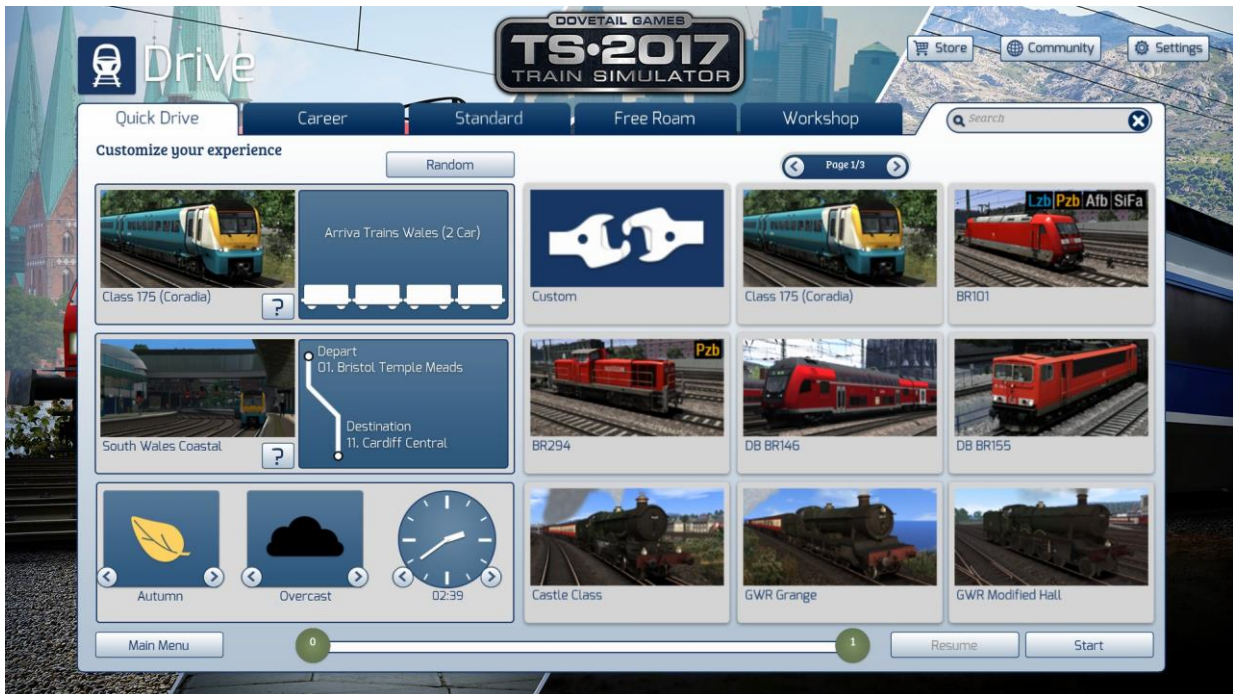 DOVETAIL GAMES
TS•2017
TRAIN SIMULATOR
Drive
Store
Community
Settings
Quick Drive
Career
Standard
Free Roam
Workshop
Search
Customize your experience
Random
Page 1/3
Class 175 (Coradia)
?
Arriva Trains Wales (2 Car)
Custom
Class 175 (Coradia)
Lzb Pzb Afb SiFa
BR101
South Wales Coastal
?
Depart
01. Bristol Temple Meads
Destination
11. Cardiff Central
Pzb
BR294
DB BR146
DB BR155
Autumn
Overcast
02:39
Castle Class
GWR Grange
GWR Modified Hall
Main Menu
0
1
Resume
Start